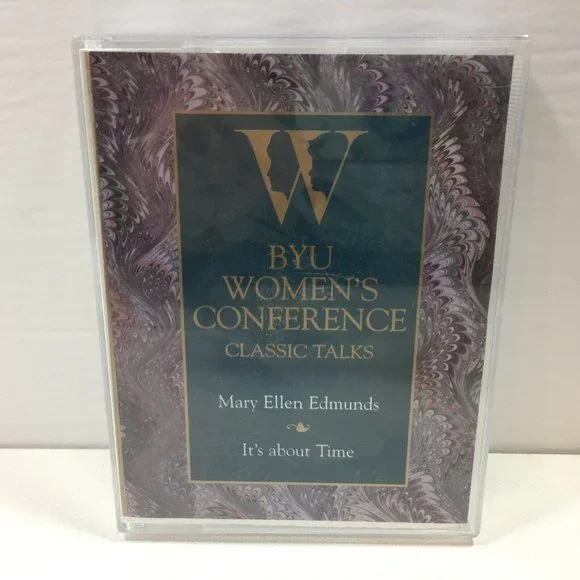 W
BYU
WOMEN'S
CONFERENCE
CLASSIC TALKS
Mary Ellen Edmunds
It's about Time